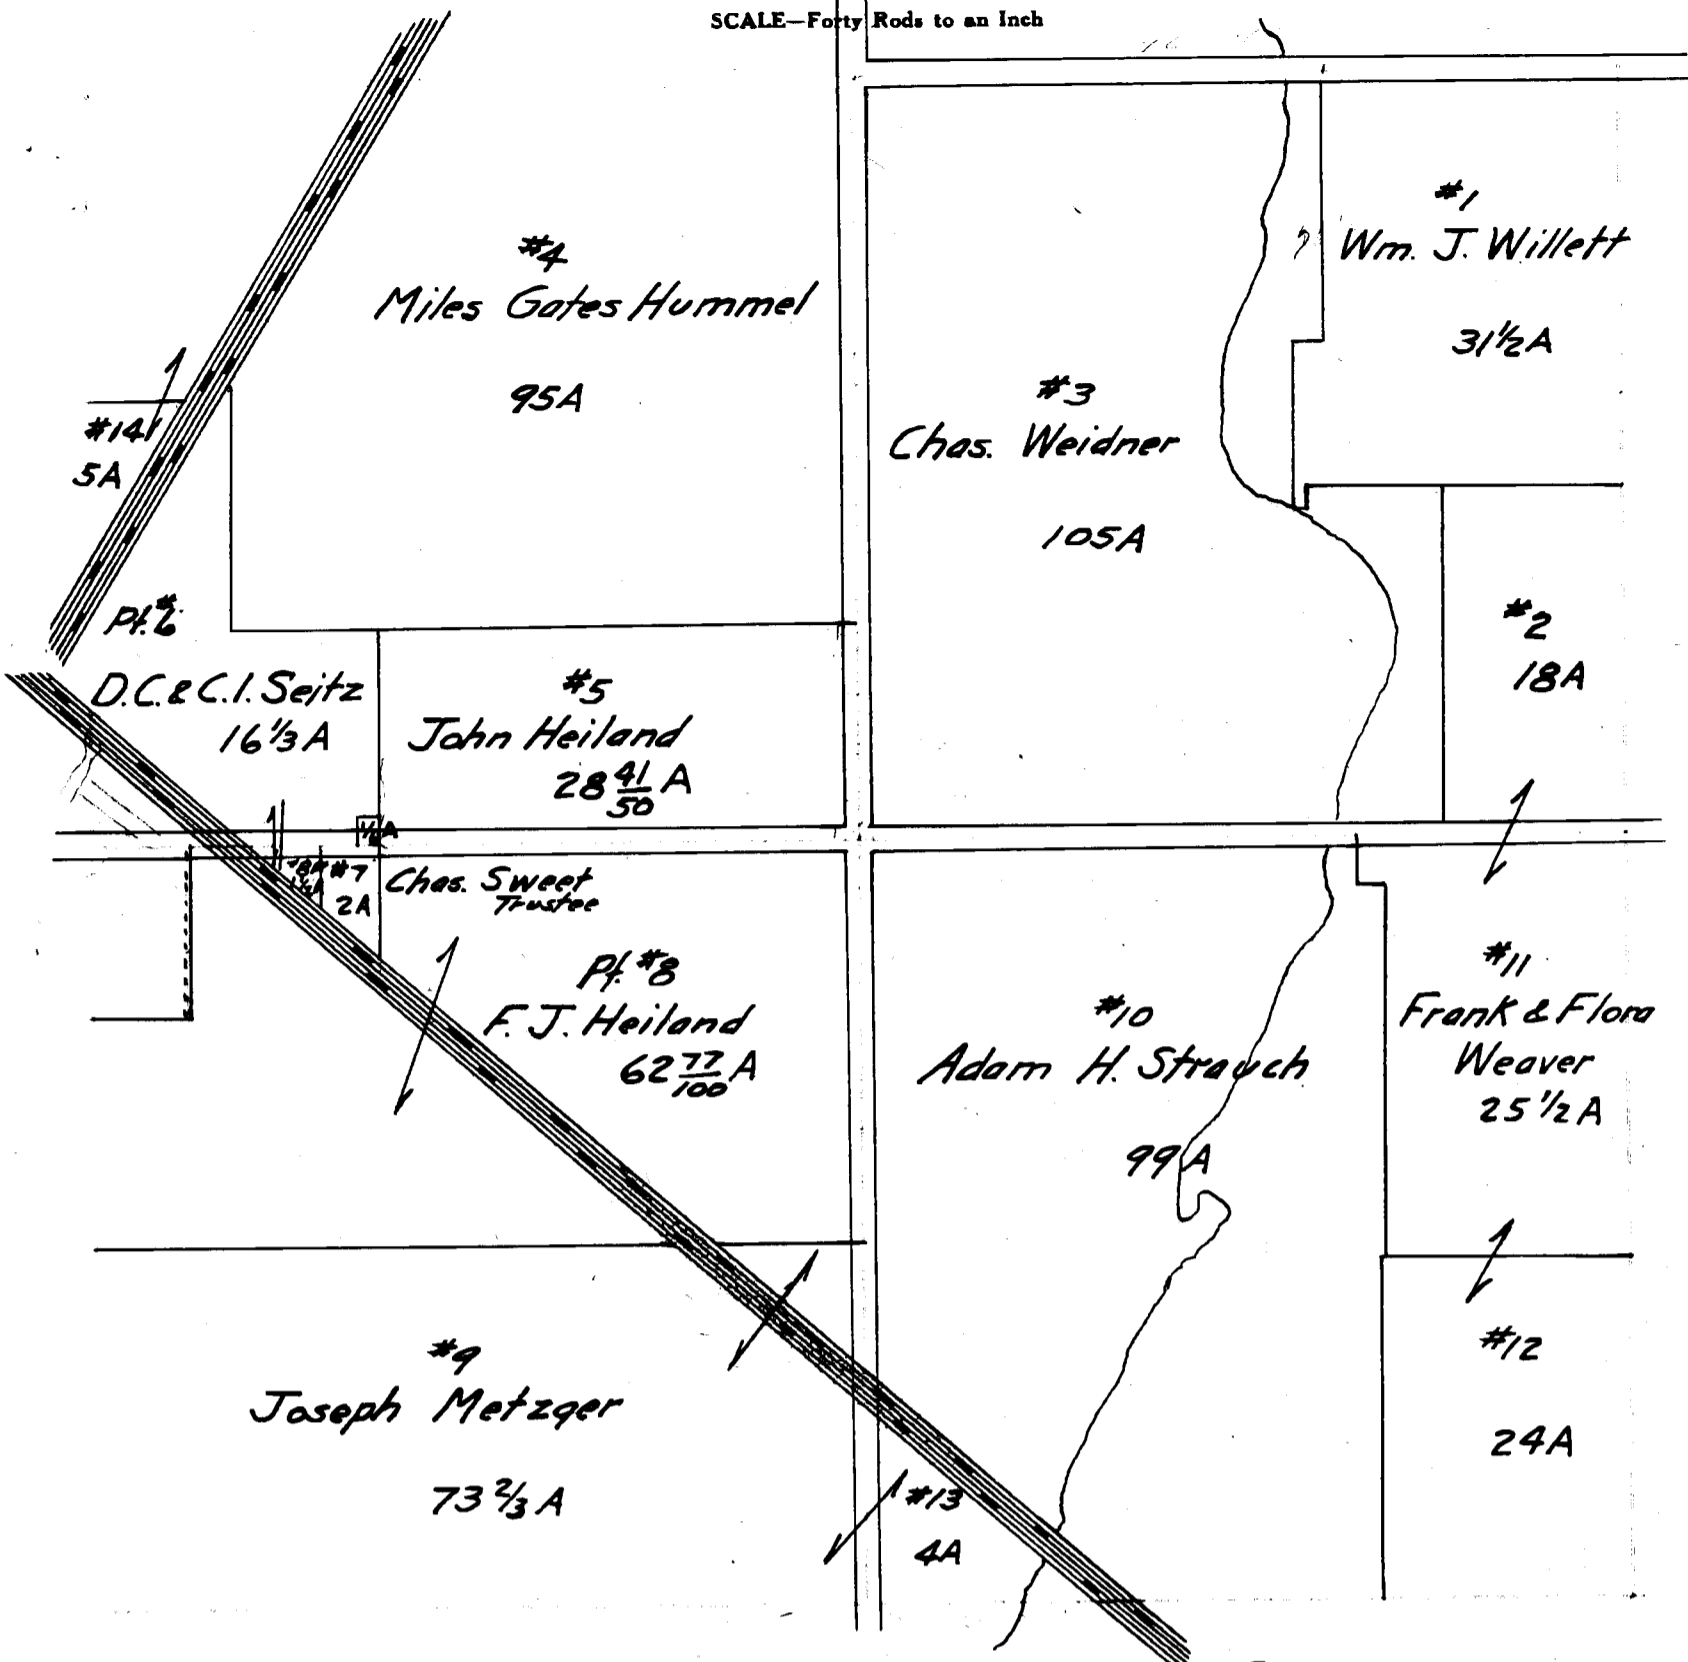 SCALE—Forty Rods to an Inch
#4
Miles Gates Hummel
95A
#1
Wm. J. Willett
31½A
#3
Chas. Weidner
105A
#14
5A
#2
18A
Pt. #6
D.C. & C.I. Seitz
16⅓A
#5
John Heiland
28 41/50 A
#7
2A
Chas. Sweet
Trustee
Pt. #8
F. J. Heiland
62 77/100 A
#10
Adam H. Strauch
99A
#11
Frank & Flora
Weaver
25½A
#9
Joseph Metzger
73⅔A
#12
24A
#13
4A